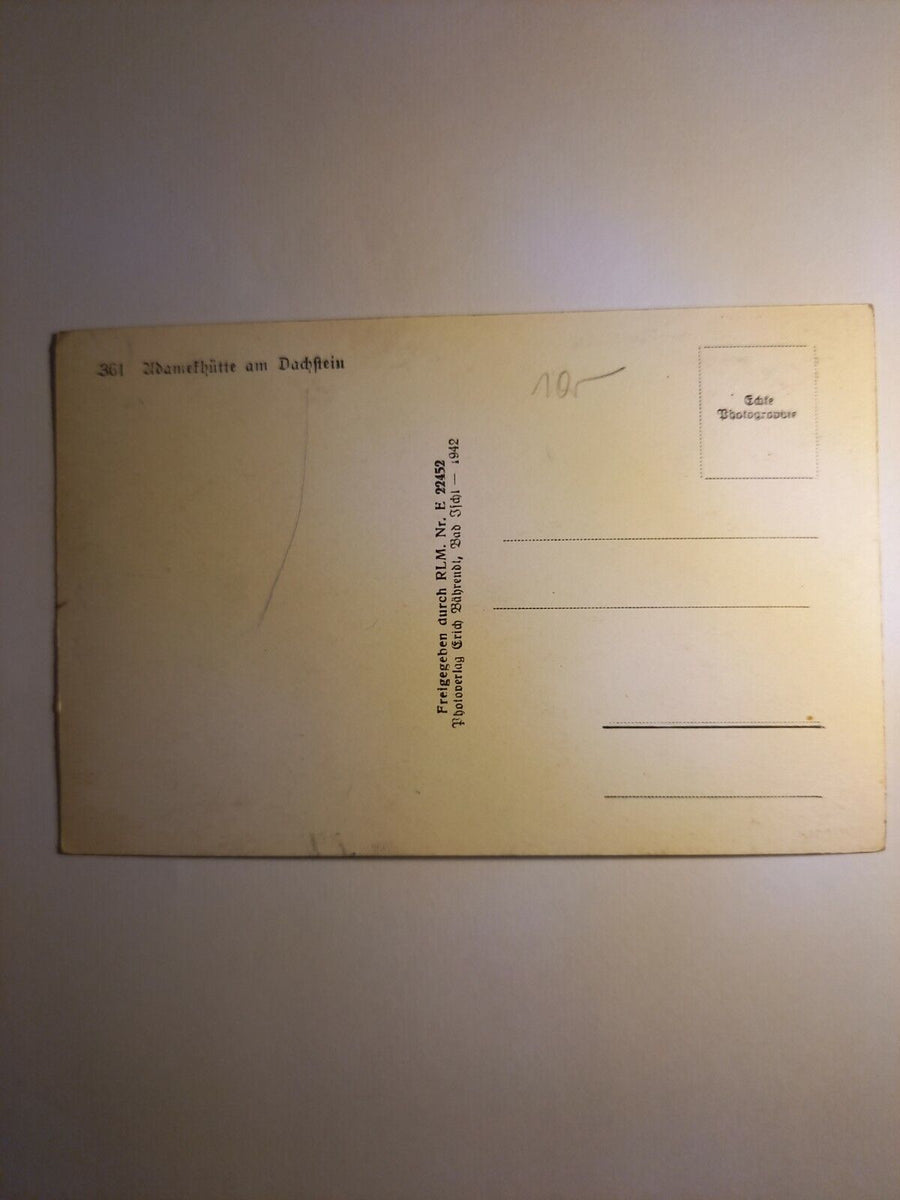 361 Adamekhütte am Dachstein
10.-
Echte
Photographie
Freigegeben durch RLM. Nr. E 22452
Photoverlag Erich Bährendt, Bad Ischl — 1942